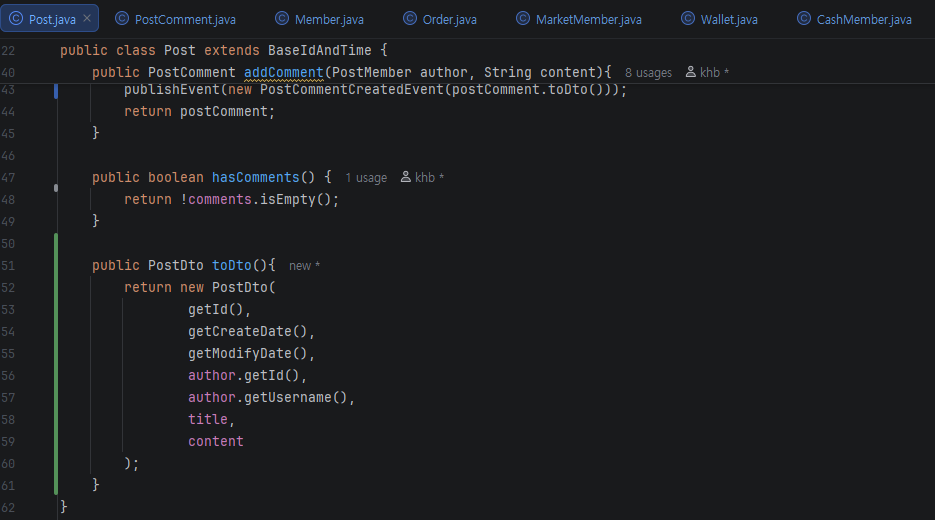 Post.java PostComment.java Member.java Order.java MarketMember.java Wallet.java CashMember.java
22 public class Post extends BaseIdAndTime {
40 public PostComment addComment(PostMember author, String content){ 8 usages khb *
43 publishEvent(new PostCommentCreatedEvent(postComment.toDto()));
44 return postComment;
45 }
46
47 public boolean hasComments() { 1 usage khb *
48 return !comments.isEmpty();
49 }
50
51 public PostDto toDto(){ new *
52 return new PostDto(
53 getId(),
54 getCreateDate(),
55 getModifyDate(),
56 author.getId(),
57 author.getUsername(),
58 title,
59 content
60 );
61 }
62 }